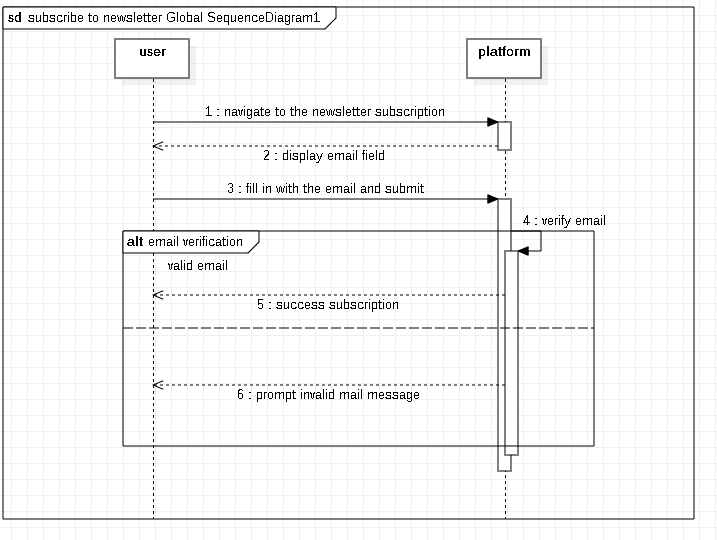 sd subscribe to newsletter Global SequenceDiagram1
user
platform
1 : navigate to the newsletter subscription
2 : display email field
3 : fill in with the email and submit
4 : verify email
alt email verification
valid email
5 : success subscription
6 : prompt invalid mail message